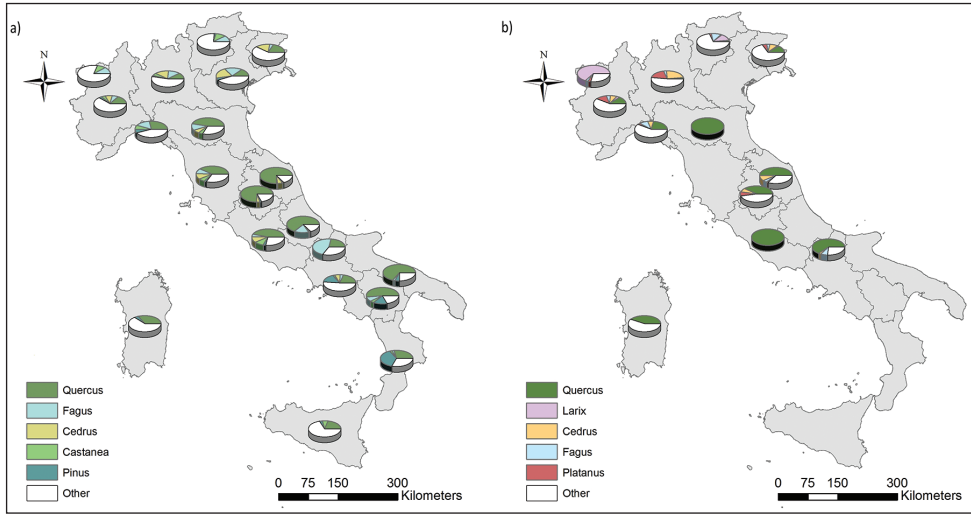 a)
N
Quercus
Fagus
Cedrus
Castanea
Pinus
Other
0 75 150 300
Kilometers
b)
N
Quercus
Larix
Cedrus
Fagus
Platanus
Other
0 75 150 300
Kilometers